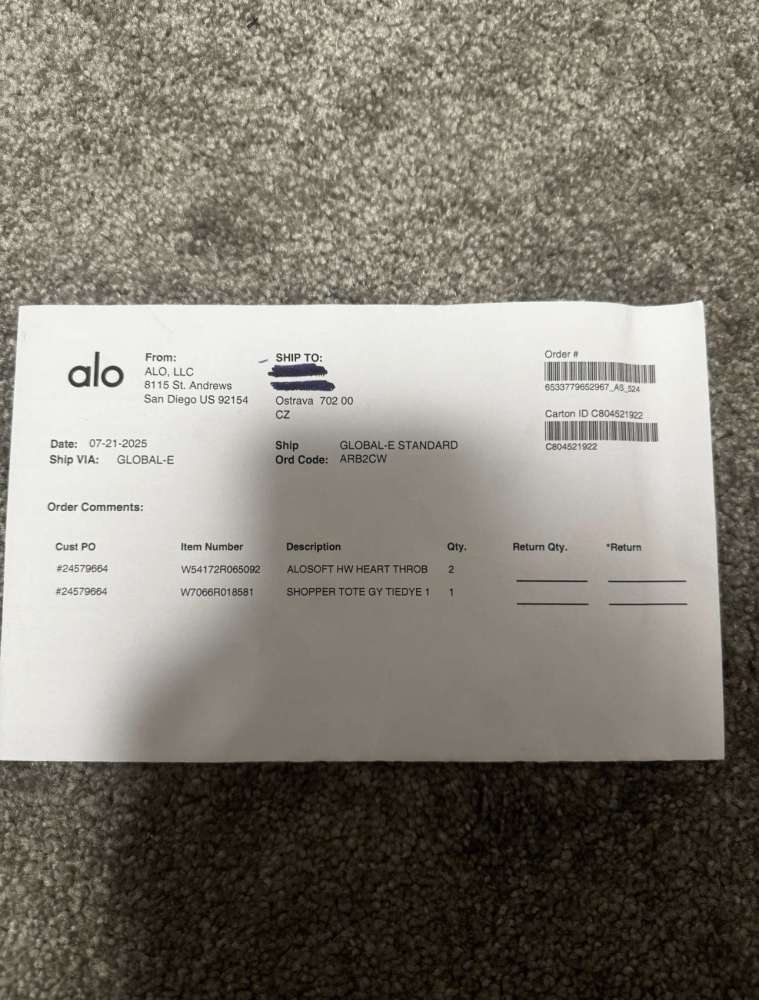 alo
From:
ALO, LLC
8115 St. Andrews
San Diego US 92154
SHIP TO:
Ostrava 702 00
CZ
Order #
6533779652967_AS_524
Carton ID C804521922
C804521922
Date: 07-21-2025
Ship VIA: GLOBAL-E
Ship GLOBAL-E STANDARD
Ord Code: ARB2CW
Order Comments:
Cust PO Item Number Description Qty. Return Qty. *Return
#24579664 W54172R065092 ALOSOFT HW HEART THROB 2
#24579664 W7066R018581 SHOPPER TOTE GY TIEDYE 1 1